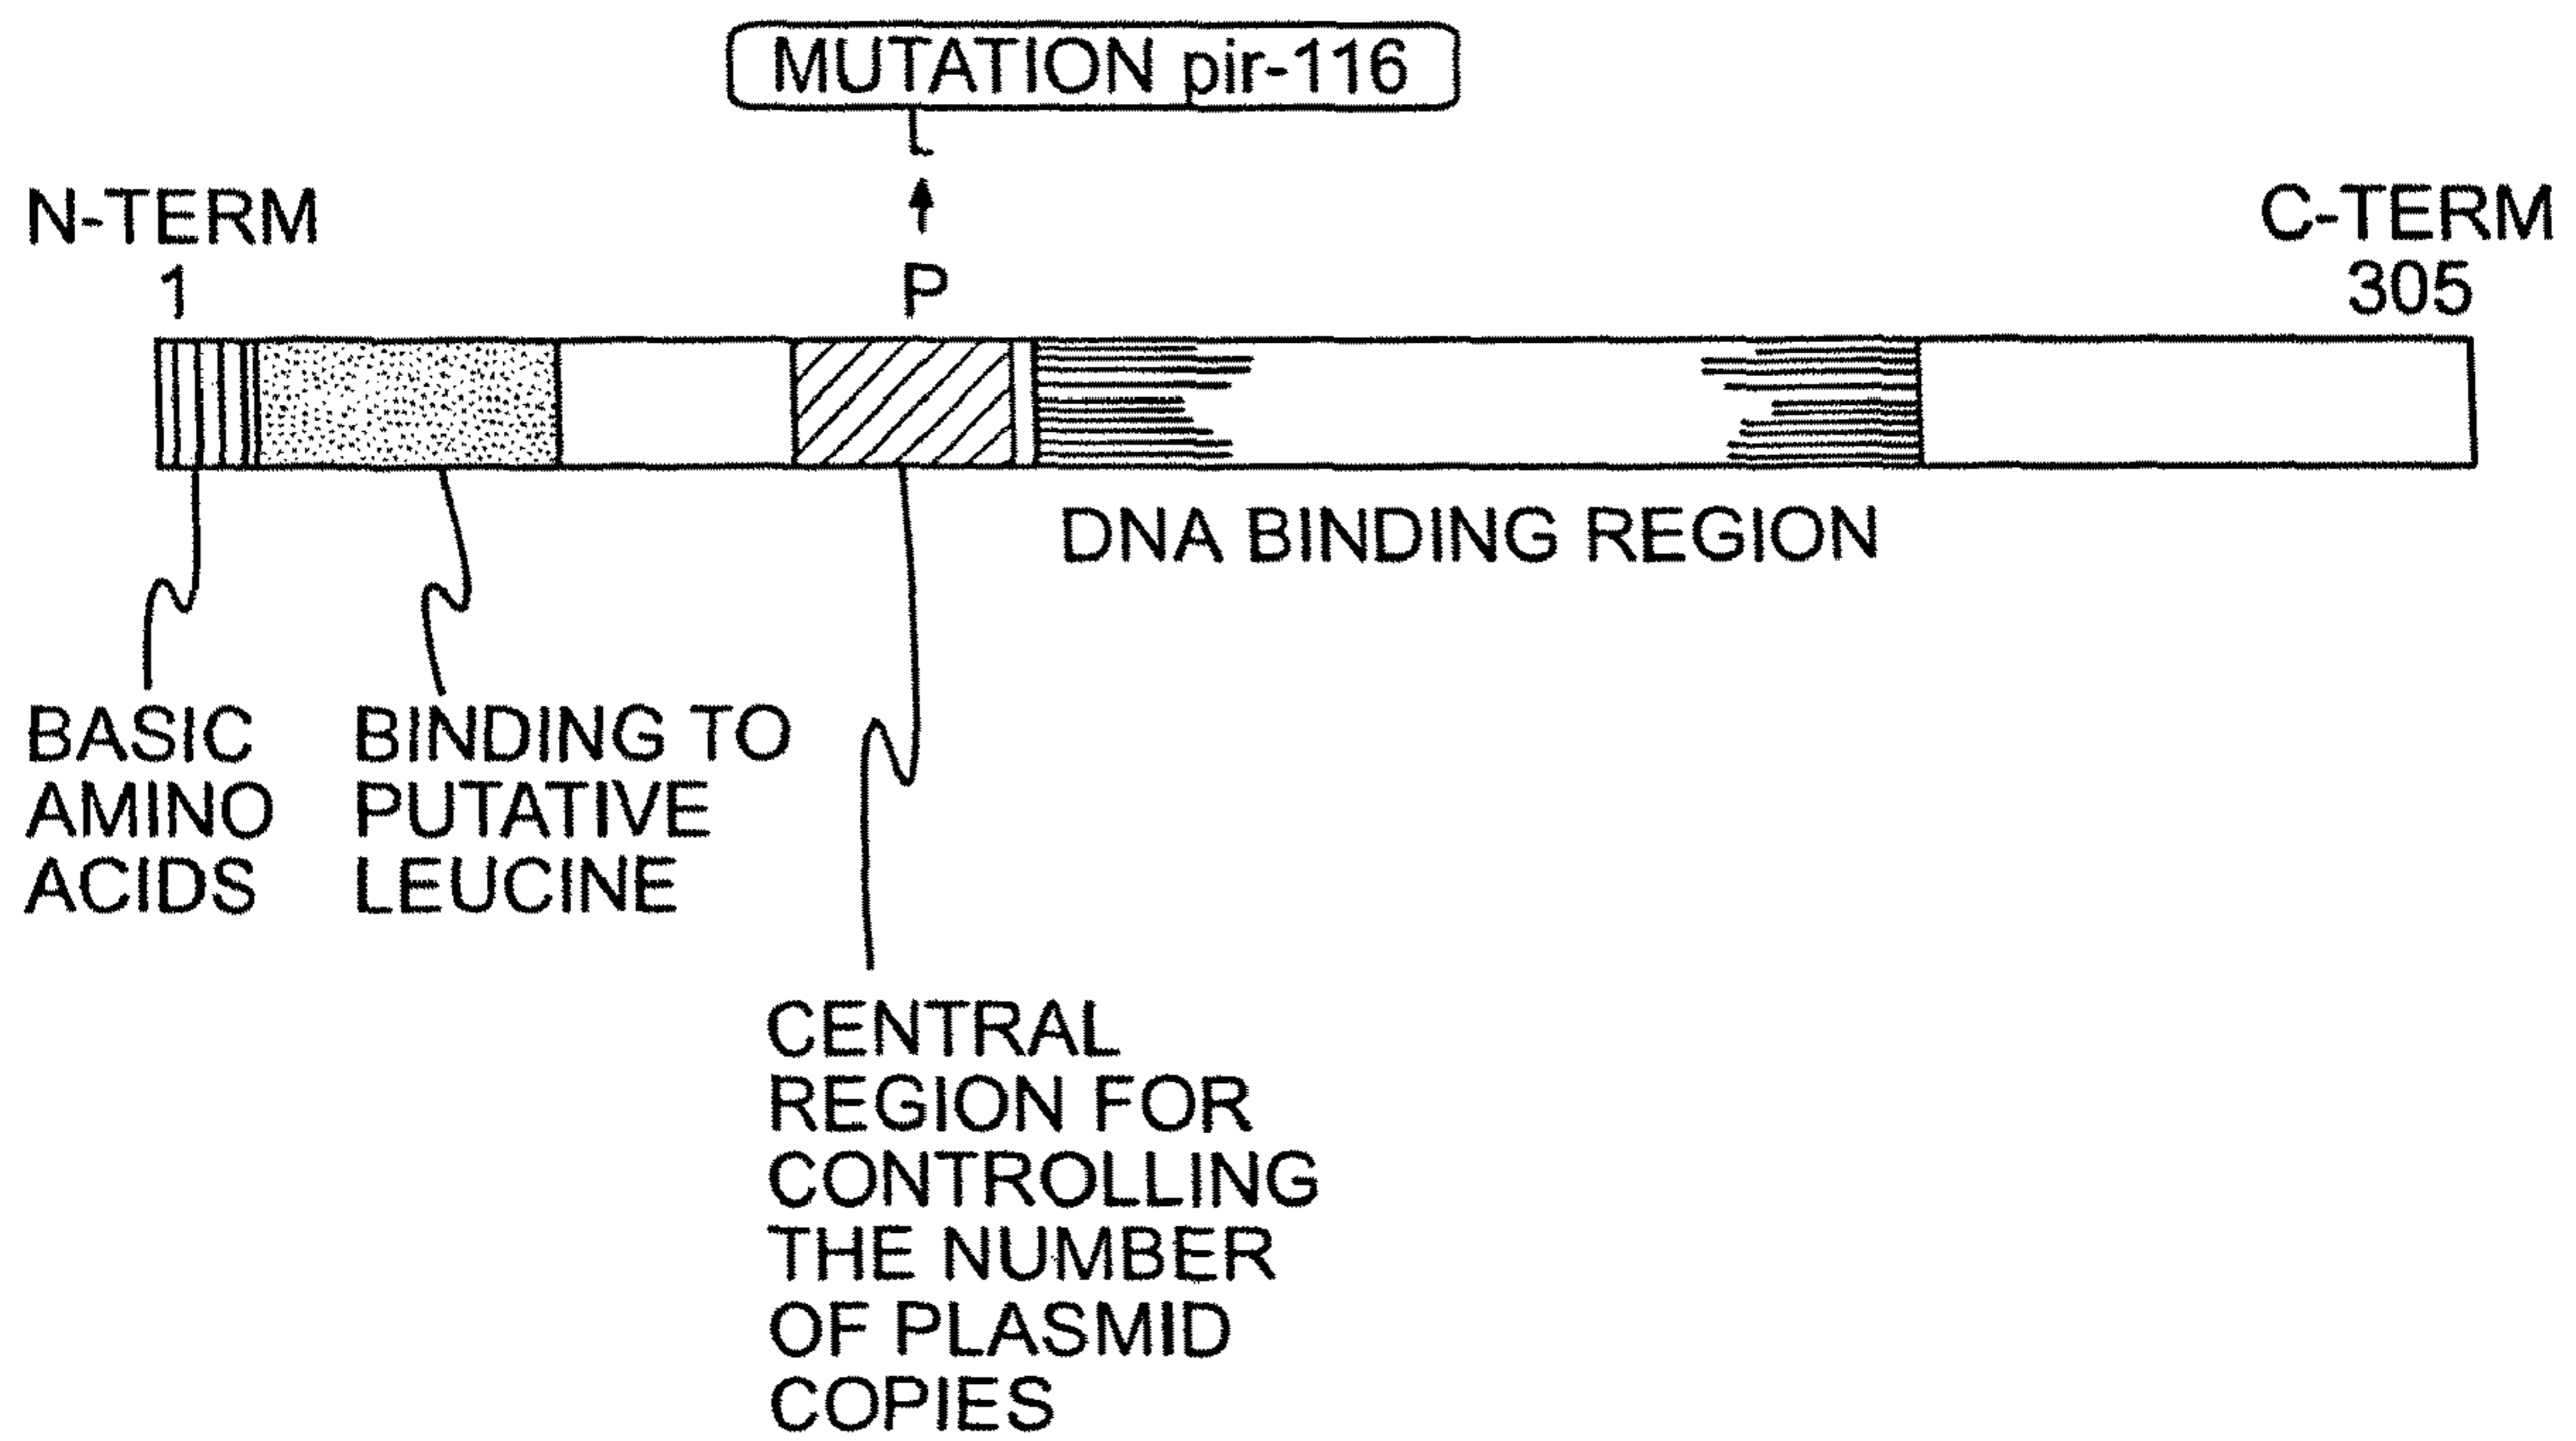 MUTATION pir-116
L
N-TERM
C-TERM
1
P
305
DNA BINDING REGION
BASIC
AMINO
ACIDS
BINDING TO
PUTATIVE
LEUCINE
CENTRAL
REGION FOR
CONTROLLING
THE NUMBER
OF PLASMID
COPIES